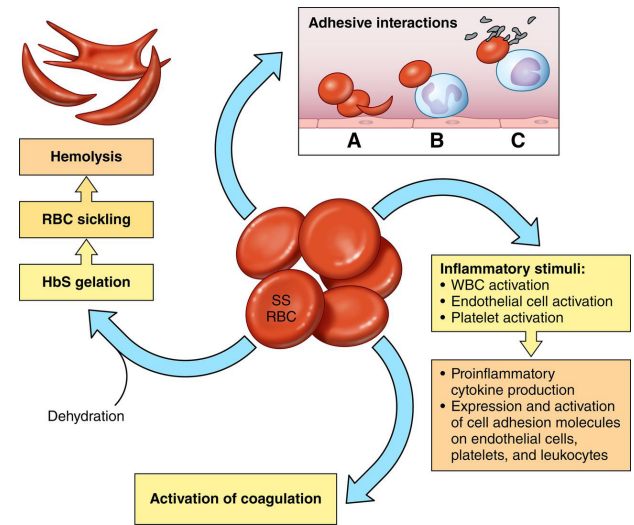 Adhesive interactions
A
B
C
Hemolysis
RBC sickling
HbS gelation
Dehydration
SS
RBC
Inflammatory stimuli:
• WBC activation
• Endothelial cell activation
• Platelet activation
• Proinflammatory
cytokine production
• Expression and activation
of cell adhesion molecules
on endothelial cells,
platelets, and leukocytes
Activation of coagulation